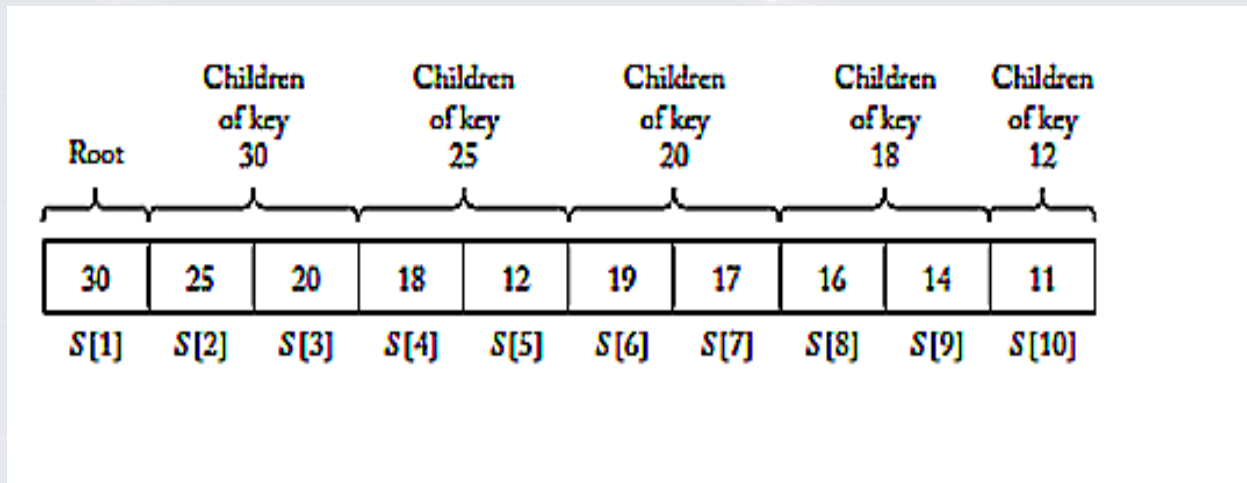 Children Children Children Children Children
of key of key of key of key of key
Root 30 25 20 18 12
30 25 20 18 12 19 17 16 14 11
S[1] S[2] S[3] S[4] S[5] S[6] S[7] S[8] S[9] S[10]